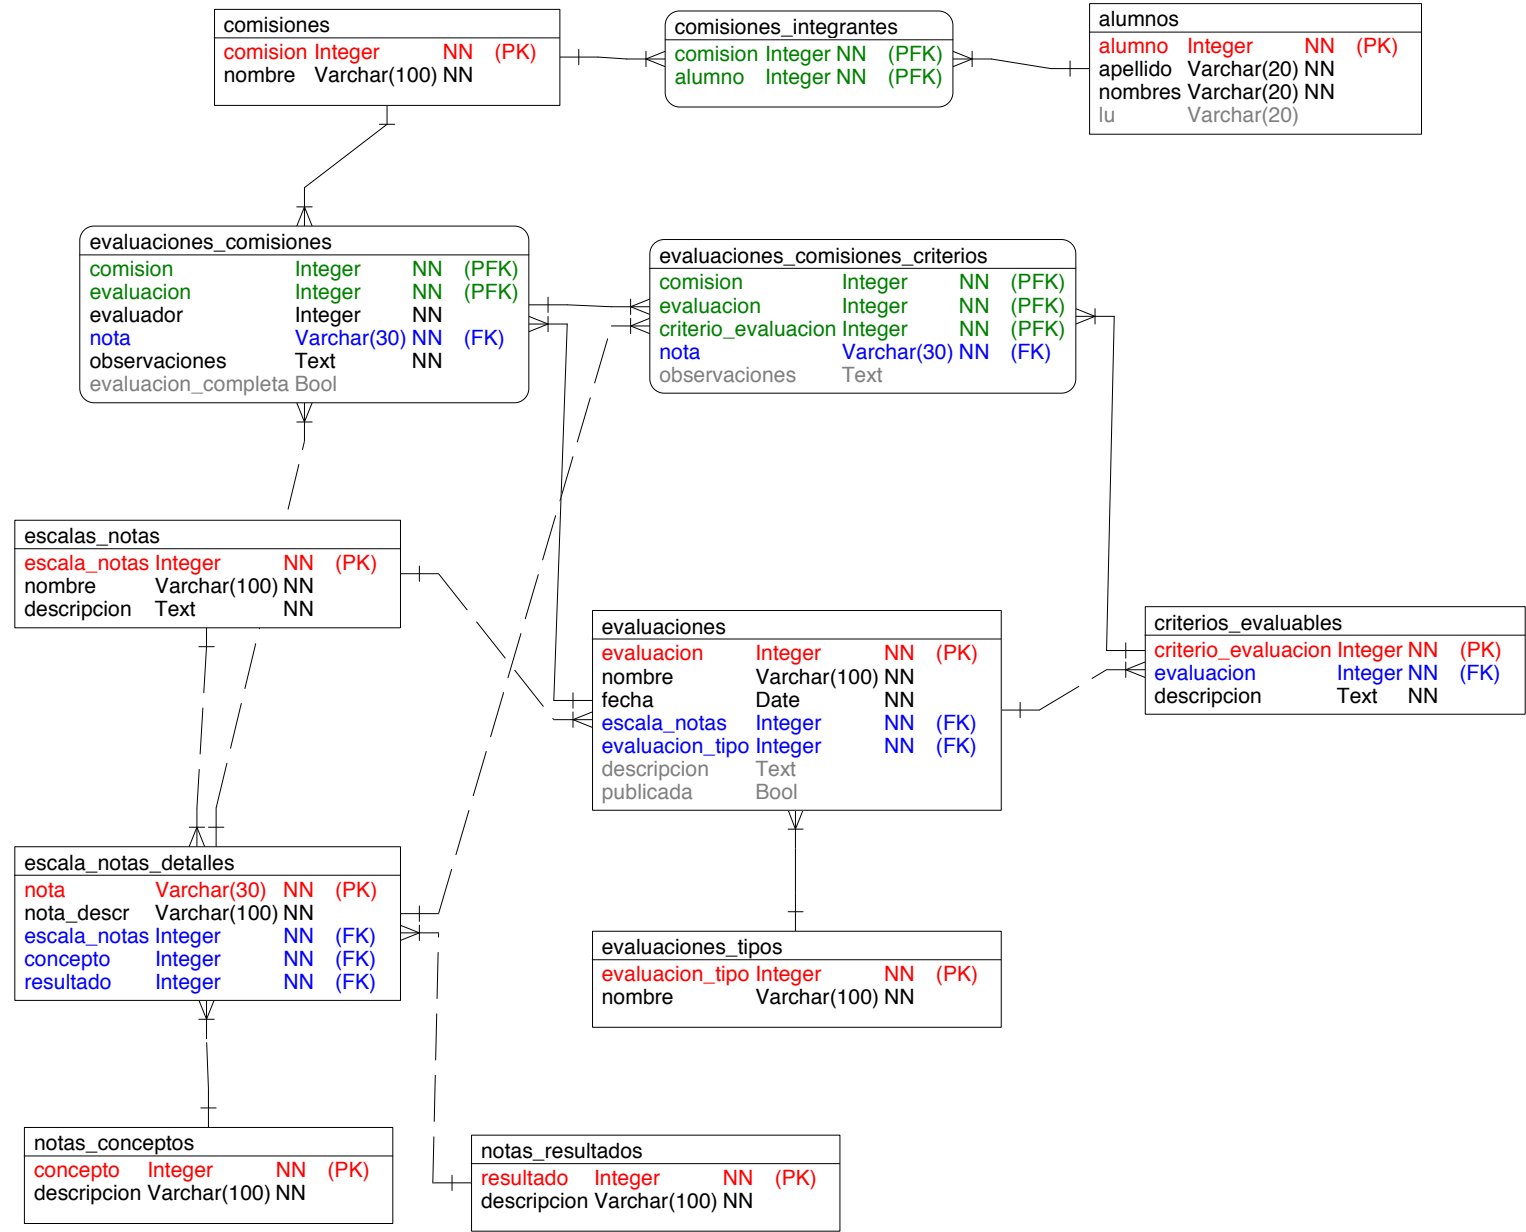 comisiones
comision Integer NN (PK)
nombre Varchar(100) NN
comisiones_integrantes
comision Integer NN (PFK)
alumno Integer NN (PFK)
alumnos
alumno Integer NN (PK)
apellido Varchar(20) NN
nombres Varchar(20) NN
lu Varchar(20)
evaluaciones_comisiones
comision Integer NN (PFK)
evaluacion Integer NN (PFK)
evaluador Integer NN
nota Varchar(30) NN (FK)
observaciones Text NN
evaluacion_completa Bool
evaluaciones_comisiones_criterios
comision Integer NN (PFK)
evaluacion Integer NN (PFK)
criterio_evaluacion Integer NN (PFK)
nota Varchar(30) NN (FK)
observaciones Text
escalas_notas
escala_notas Integer NN (PK)
nombre Varchar(100) NN
descripcion Text NN
evaluaciones
evaluacion Integer NN (PK)
nombre Varchar(100) NN
fecha Date NN
escala_notas Integer NN (FK)
evaluacion_tipo Integer NN (FK)
descripcion Text
publicada Bool
criterios_evaluables
criterio_evaluacion Integer NN (PK)
evaluacion Integer NN (FK)
descripcion Text NN
escala_notas_detalles
nota Varchar(30) NN (PK)
nota_descr Varchar(100) NN
escala_notas Integer NN (FK)
concepto Integer NN (FK)
resultado Integer NN (FK)
evaluaciones_tipos
evaluacion_tipo Integer NN (PK)
nombre Varchar(100) NN
notas_conceptos
concepto Integer NN (PK)
descripcion Varchar(100) NN
notas_resultados
resultado Integer NN (PK)
descripcion Varchar(100) NN